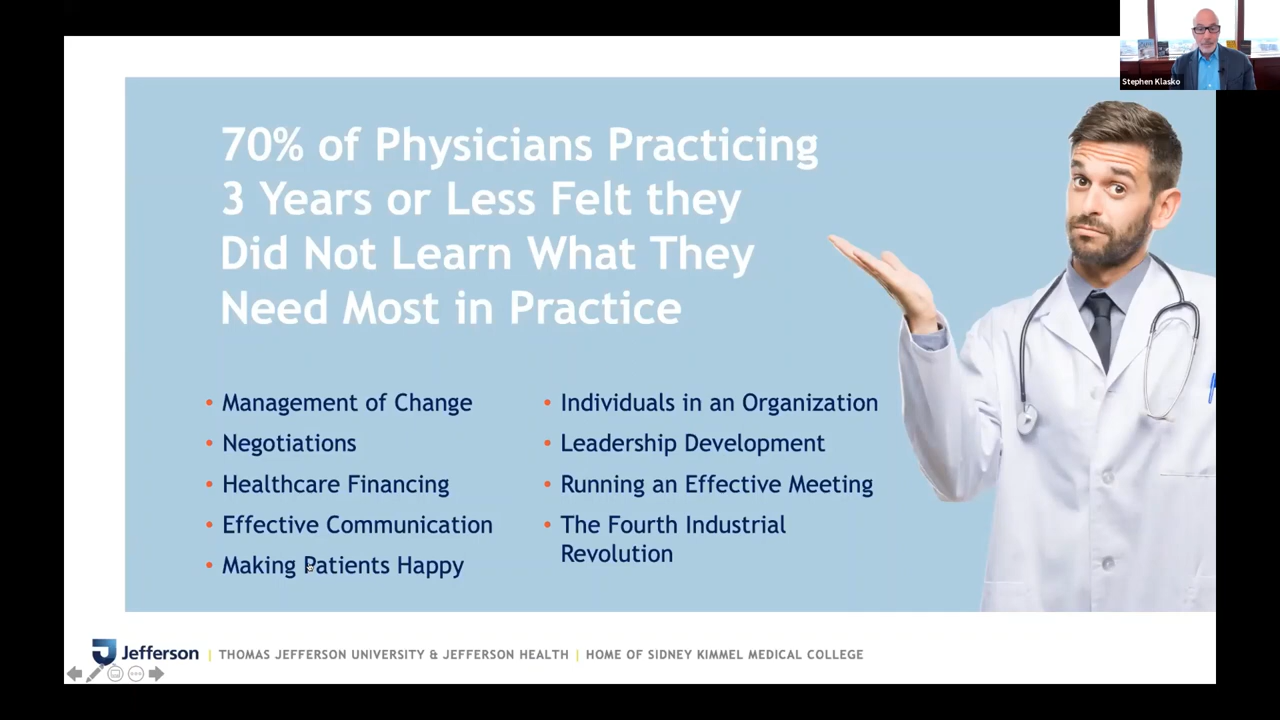 Stephen Klasko
70% of Physicians Practicing
3 Years or Less Felt they
Did Not Learn What They
Need Most in Practice
• Management of Change
• Negotiations
• Healthcare Financing
• Effective Communication
• Making Patients Happy
• Individuals in an Organization
• Leadership Development
• Running an Effective Meeting
• The Fourth Industrial
Revolution
Jefferson | THOMAS JEFFERSON UNIVERSITY & JEFFERSON HEALTH | HOME OF SIDNEY KIMMEL MEDICAL COLLEGE